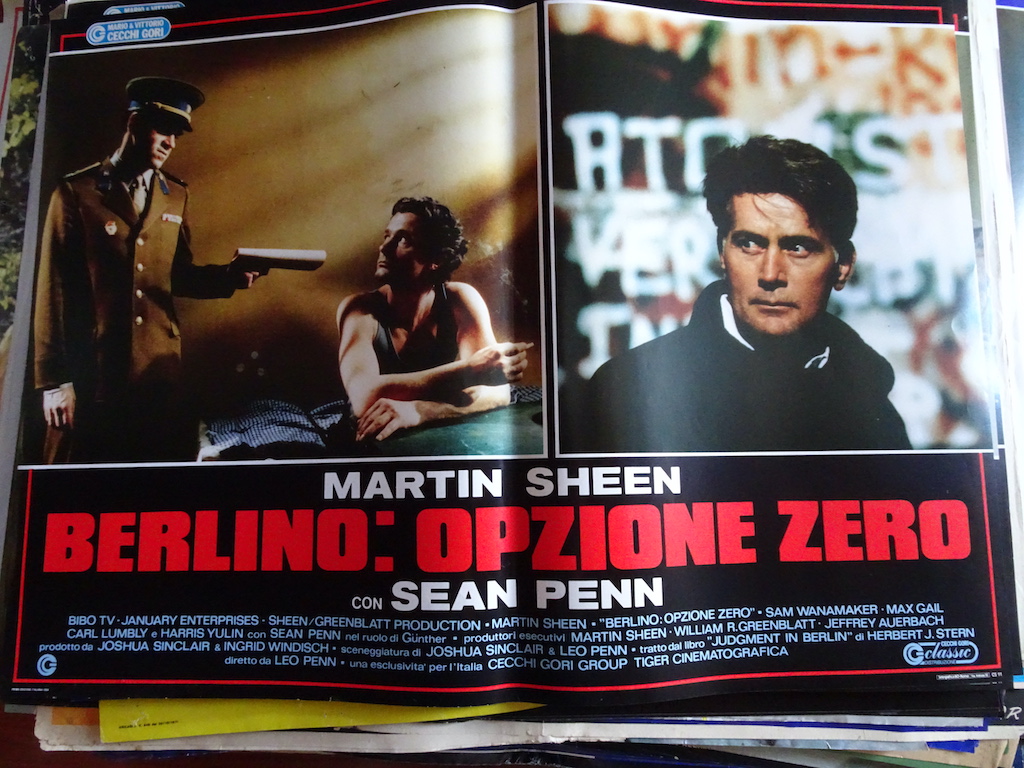 MARIO & VITTORIO
CECCHI GORI
MARTIN SHEEN
BERLINO: OPZIONE ZERO
CON SEAN PENN
BIBO TV · JANUARY ENTERPRISES · SHEEN/GREENBLATT PRODUCTION · MARTIN SHEEN · "BERLINO: OPZIONE ZERO" · SAM WANAMAKER · MAX GAIL
CARL LUMBLY e HARRIS YULIN con SEAN PENN nel ruolo di Günther · produttori esecutivi MARTIN SHEEN · WILLIAM R. GREENBLATT · JEFFREY AUERBACH
prodotto da JOSHUA SINCLAIR & INGRID WINDISCH · sceneggiatura di JOSHUA SINCLAIR & LEO PENN · tratto dal libro "JUDGMENT IN BERLIN" di HERBERT J. STERN
diretto da LEO PENN · una esclusività per l'Italia CECCHI GORI GROUP TIGER CINEMATOGRAFICA
CECCHI GORI
classic
DISTRIBUZIONE